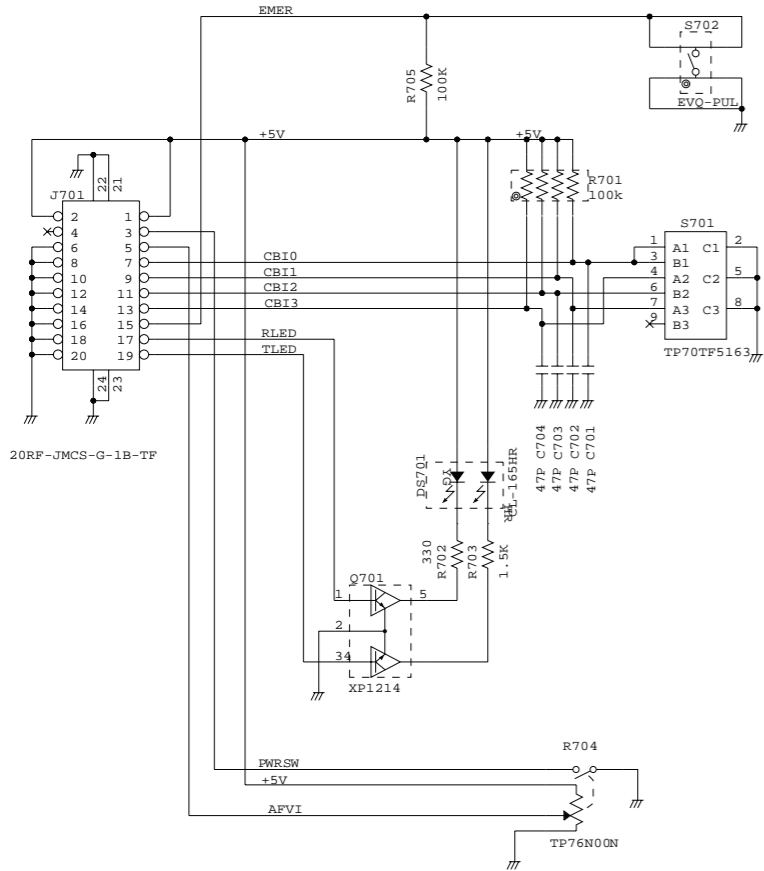 EMER
S702
R705
100K
EVQ-PUL
+5V
+5V
R701
100k
22
21
J701
S701
2
1
4
3
6
5
8
7
10
9
12
11
14
13
16
15
18
17
20
19
24
23
CBI0
CBI1
CBI2
CBI3
RLED
TLED
1 A1 C1 2
3 B1
4 A2 C2 5
6 B2
7 A3 C3 8
9 B3
TP70TF5163
20RF-JMCS-G-1B-TF
47P C704
47P C703
47P C702
47P C701
DS701
YG
HR
CL-165HR
330
R702
R703
1.5K
Q701
1
5
2
34
XP1214
R704
PWRSW
+5V
AFVI
TP76N00N